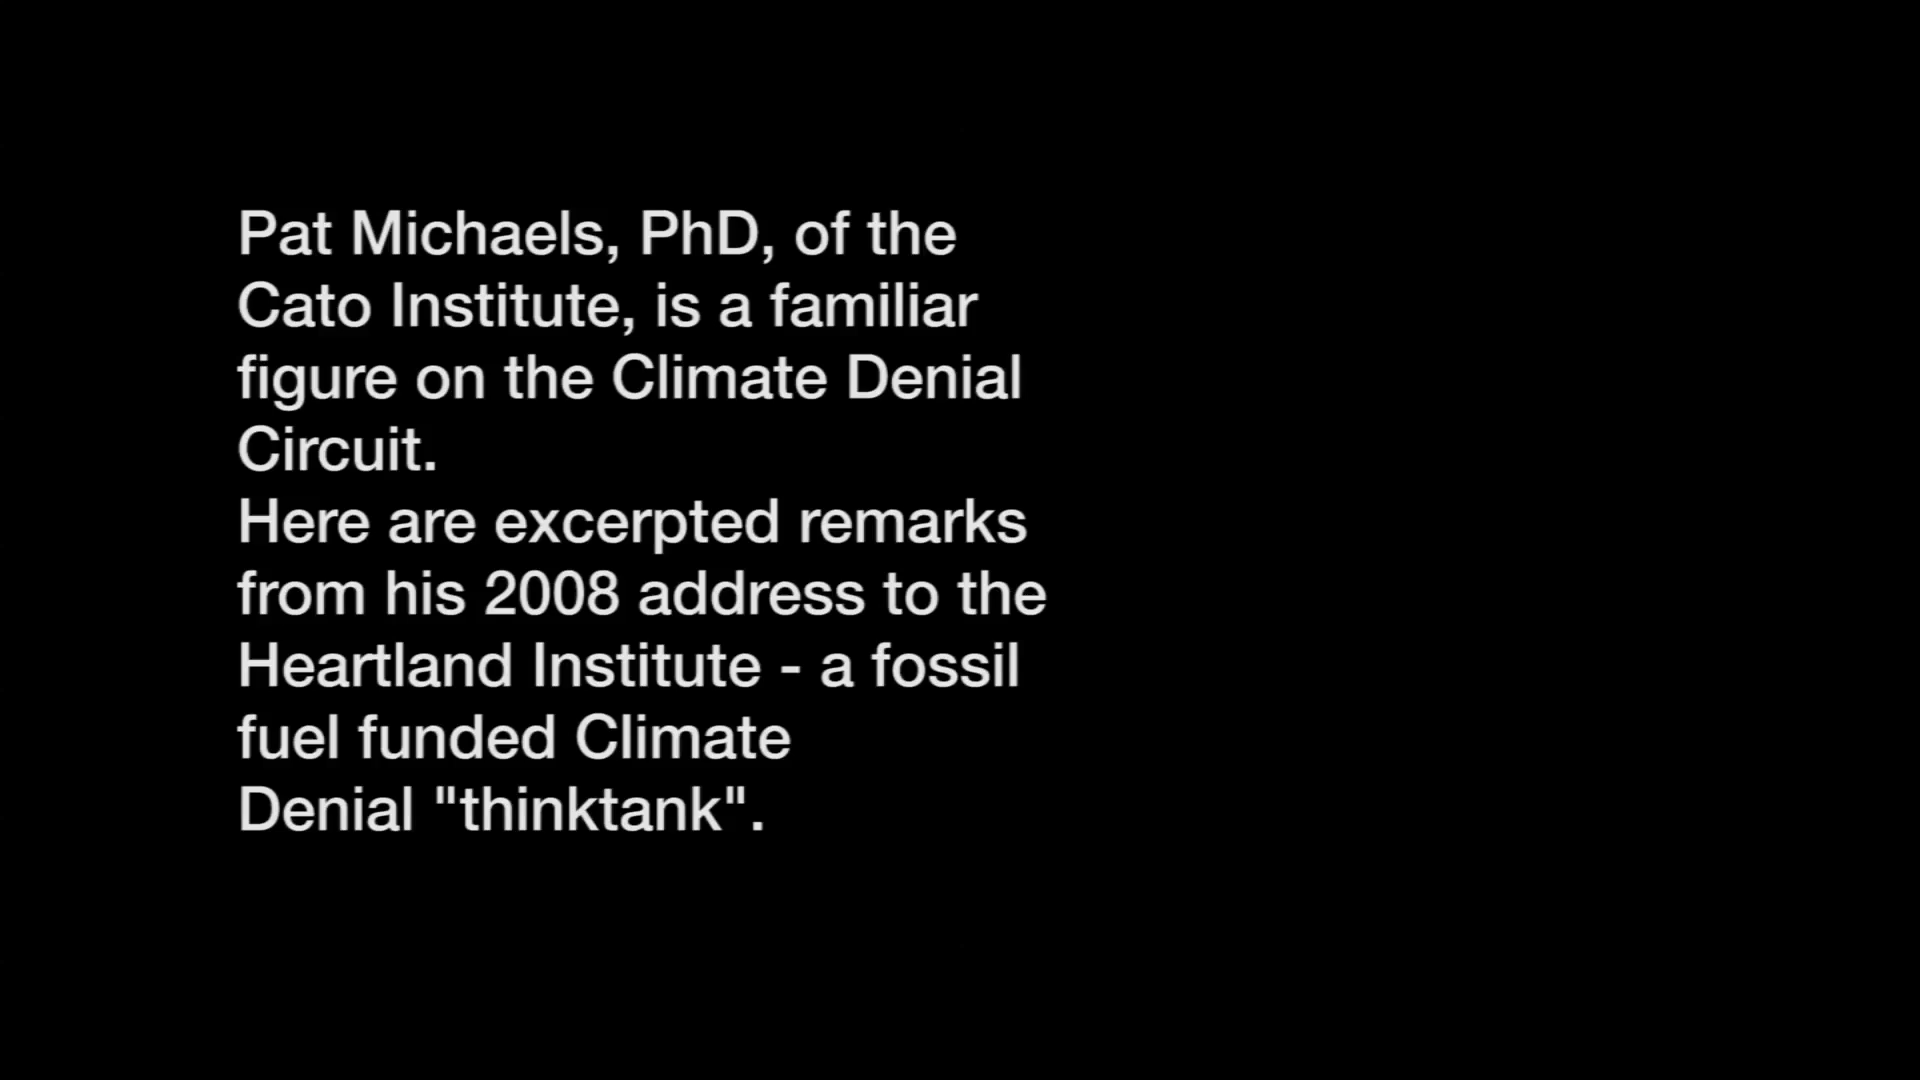 Pat Michaels, PhD, of the
Cato Institute, is a familiar
figure on the Climate Denial
Circuit.
Here are excerpted remarks
from his 2008 address to the
Heartland Institute - a fossil
fuel funded Climate
Denial "thinktank".